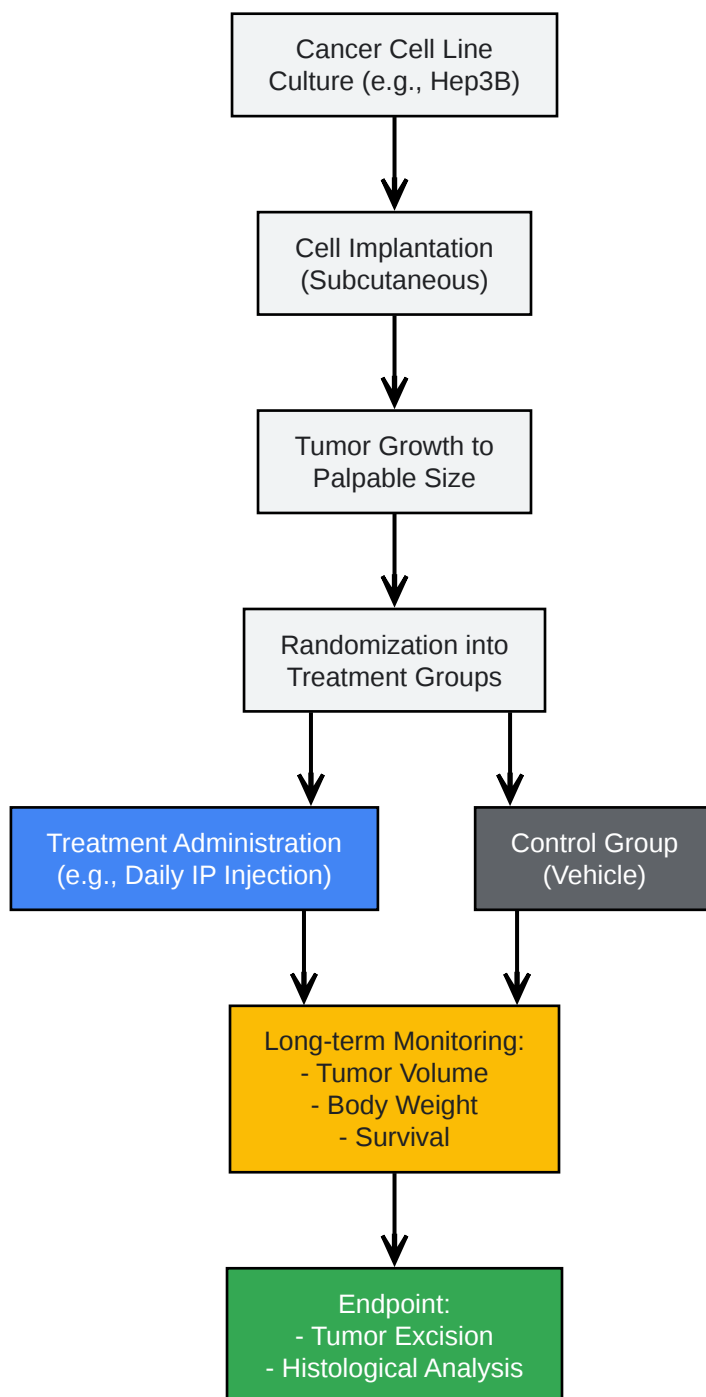 Cancer Cell Line
Culture (e.g., Hep3B)
Cell Implantation
(Subcutaneous)
Tumor Growth to
Palpable Size
Randomization into
Treatment Groups
Treatment Administration
(e.g., Daily IP Injection)
Control Group
(Vehicle)
Long-term Monitoring:
- Tumor Volume
- Body Weight
- Survival
Endpoint:
- Tumor Excision
- Histological Analysis